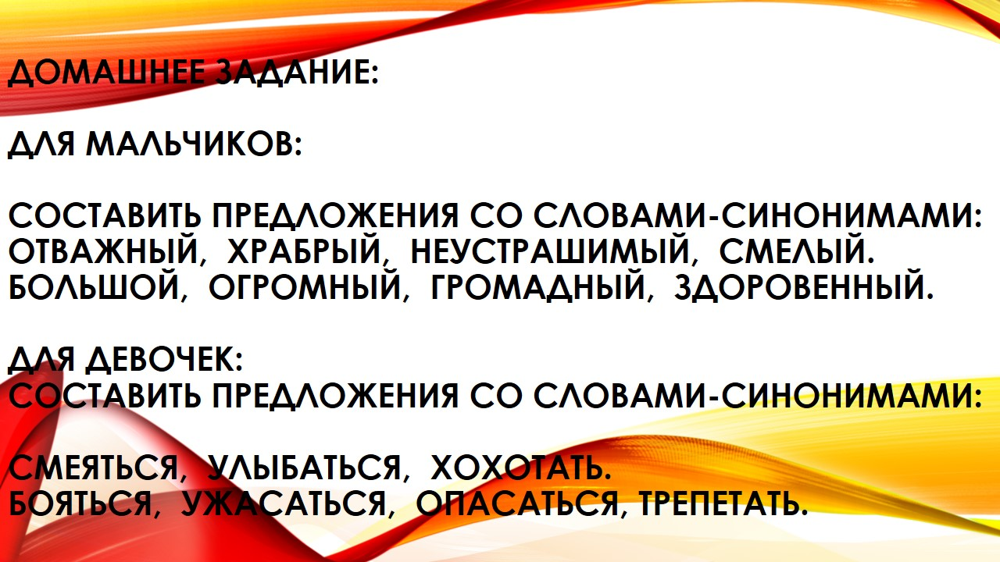 ДОМАШНЕЕ ЗАДАНИЕ:
ДЛЯ МАЛЬЧИКОВ:
СОСТАВИТЬ ПРЕДЛОЖЕНИЯ СО СЛОВАМИ-СИНОНИМАМИ:
ОТВАЖНЫЙ, ХРАБРЫЙ, НЕУСТРАШИМЫЙ, СМЕЛЫЙ.
БОЛЬШОЙ, ОГРОМНЫЙ, ГРОМАДНЫЙ, ЗДОРОВЕННЫЙ.
ДЛЯ ДЕВОЧЕК:
СОСТАВИТЬ ПРЕДЛОЖЕНИЯ СО СЛОВАМИ-СИНОНИМАМИ:
СМЕЯТЬСЯ, УЛЫБАТЬСЯ, ХОХОТАТЬ.
БОЯТЬСЯ, УЖАСАТЬСЯ, ОПАСАТЬСЯ, ТРЕПЕТАТЬ.